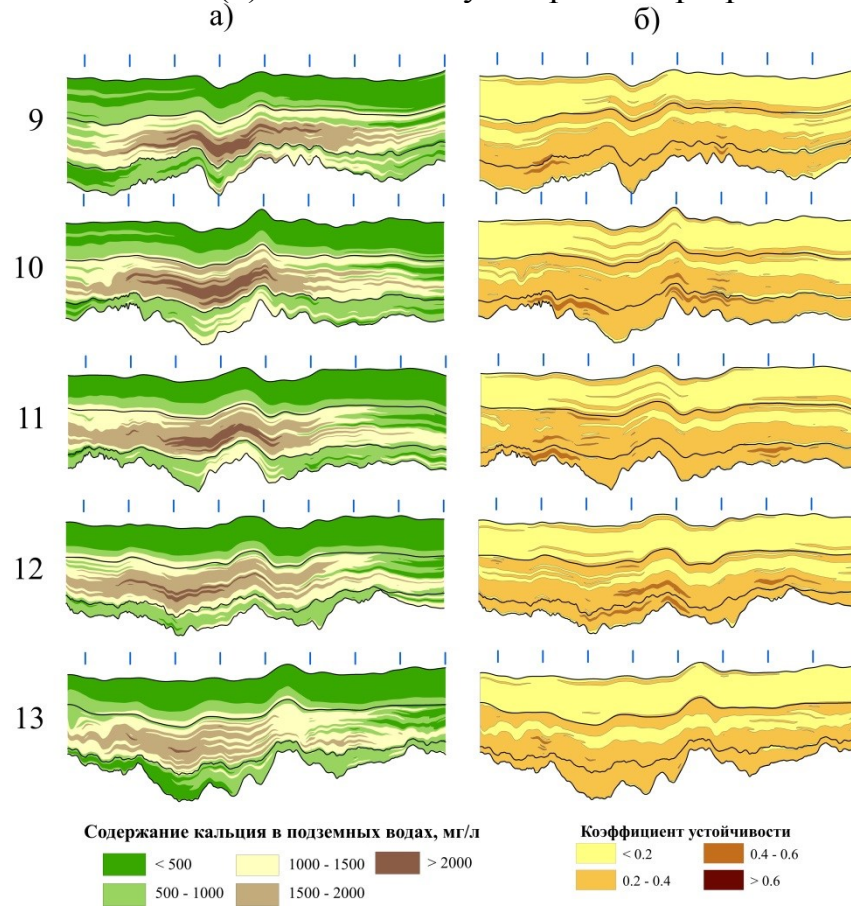 а)
б)
9
10
11
12
13
Содержание кальция в подземных водах, мг/л
< 500
1000 - 1500
> 2000
500 - 1000
1500 - 2000
Коэффициент устойчивости
< 0.2
0.4 - 0.6
0.2 - 0.4
> 0.6